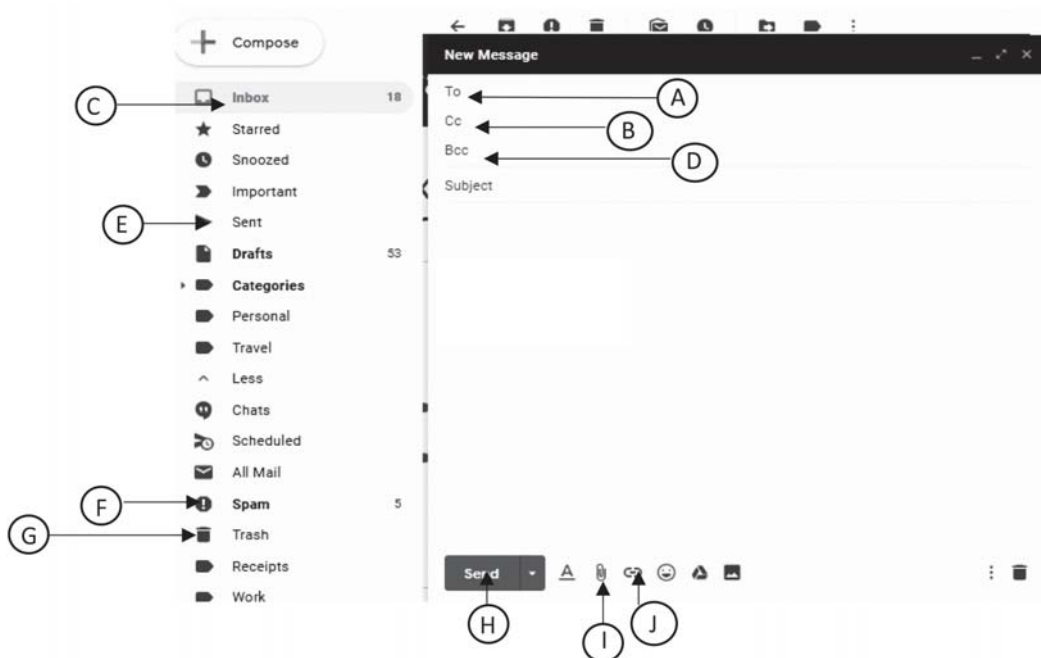 Compose
New Message
To
A
C
Inbox 18
Cc
B
Starred
Bcc
D
Snoozed
Important
Subject
E
Sent
Drafts 53
Categories
Personal
Travel
Less
Chats
Scheduled
All Mail
F
Spam 5
G
Trash
Receipts
Send
A
Work
H
I
J